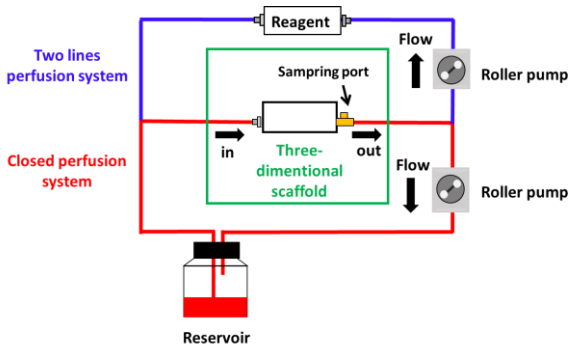 Reagent
Two lines
perfusion system
Flow
Sampring port
Roller pump
in
Three-
dimentional
scaffold
out
Closed perfusion
system
Flow
Roller pump
Reservoir